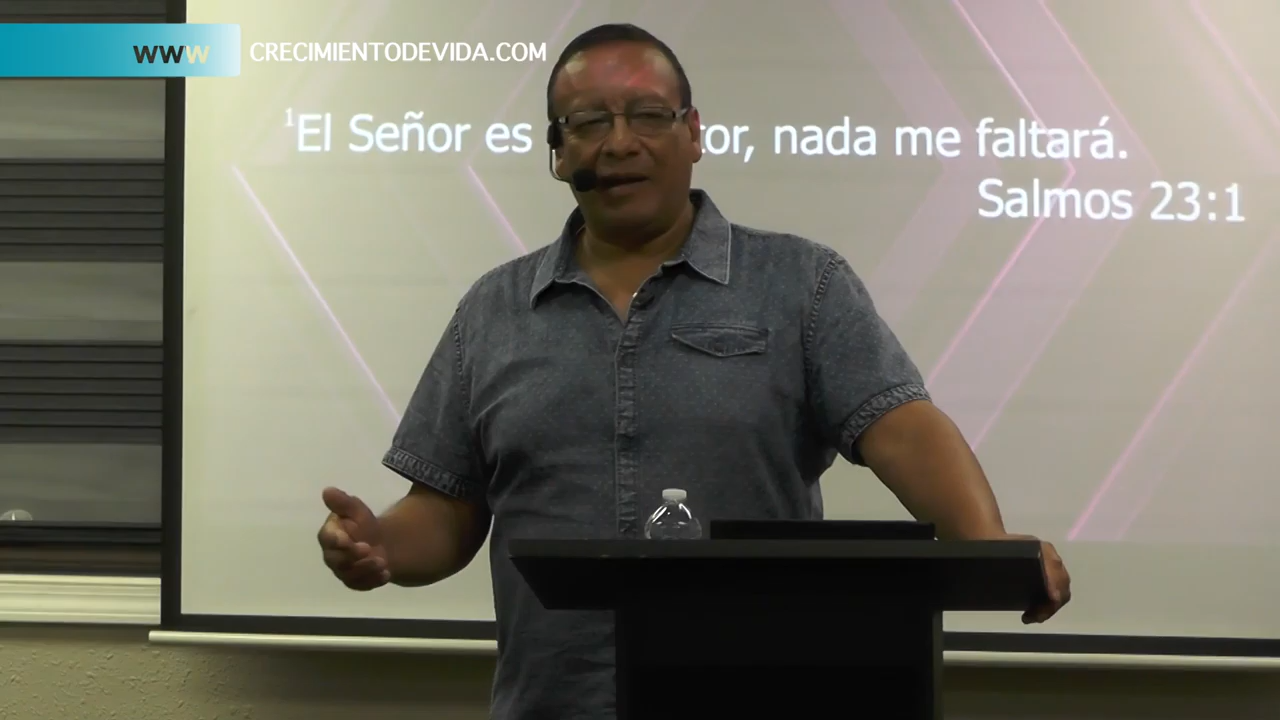 WWW CRECIMIENTODEVIDA.COM
1El Señor es tor, nada me faltará.
Salmos 23:1